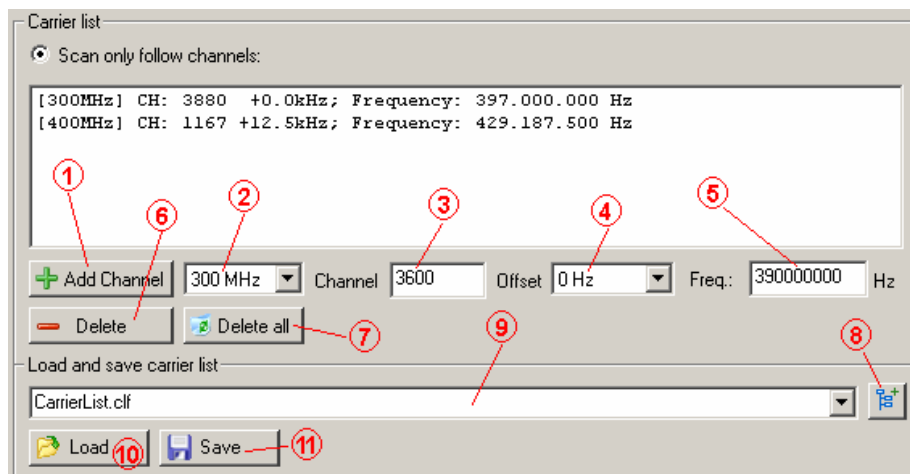 Carrier list
Scan only follow channels:
[300MHz] CH: 3880 +0.0kHz; Frequency: 397.000.000 Hz
[400MHz] CH: 1167 +12.5kHz; Frequency: 429.187.500 Hz
1
2
3
4
5
6
Add Channel 300 MHz Channel 3600 Offset 0 Hz Freq.: 390000000 Hz
Delete Delete all 7 9 8
Load and save carrier list
CarrierList.clf
Load 10 Save 11